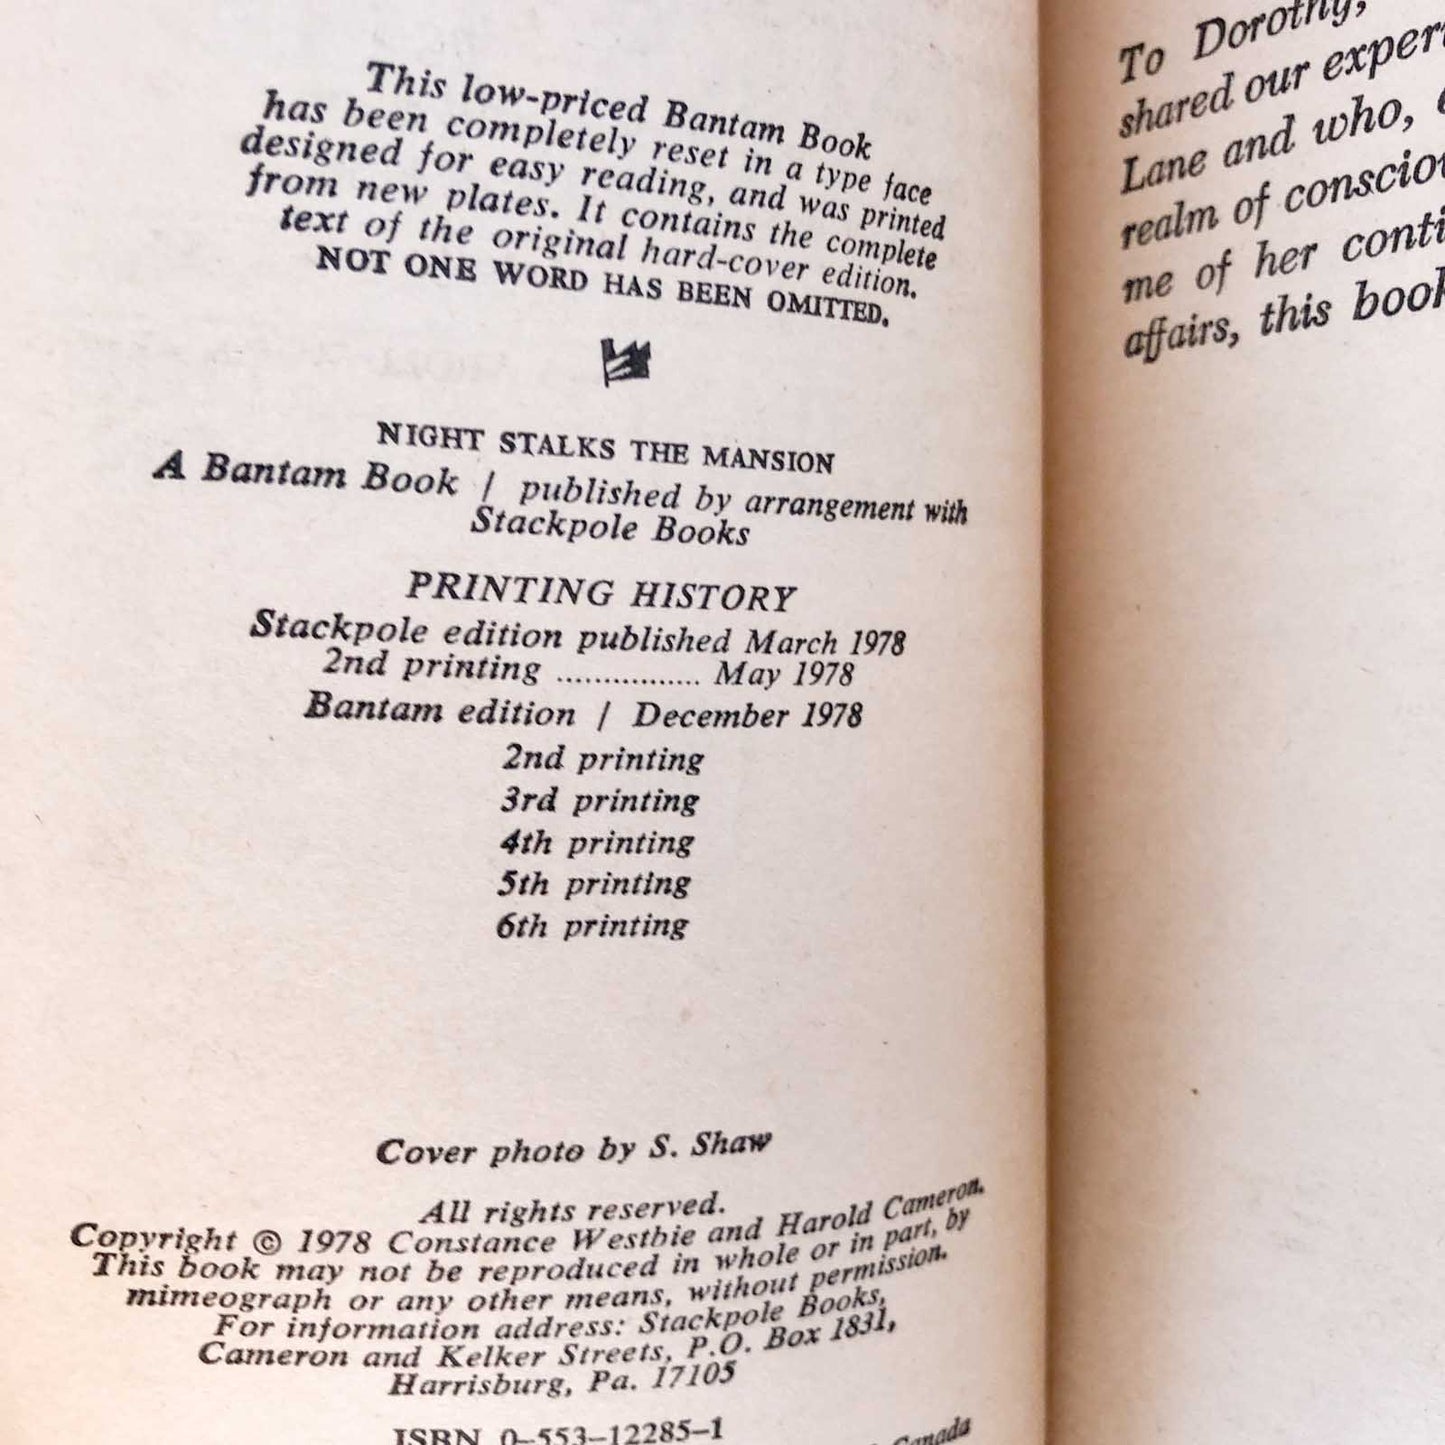 This low-priced Bantam Book
has been completely reset in a type face
designed for easy reading, and was printed
from new plates. It contains the complete
text of the original hard-cover edition.
NOT ONE WORD HAS BEEN OMITTED.
NIGHT STALKS THE MANSION
A Bantam Book / published by arrangement with
Stackpole Books
PRINTING HISTORY
Stackpole edition published March 1978
2nd printing ................ May 1978
Bantam edition / December 1978
2nd printing
3rd printing
4th printing
5th printing
6th printing
Cover photo by S. Shaw
All rights reserved.
Copyright © 1978 Constance Westbie and Harold Cameron.
This book may not be reproduced in whole or in part, by
mimeograph or any other means, without permission.
For information address: Stackpole Books,
Cameron and Kelker Streets, P.O. Box 1831,
Harrisburg, Pa. 17105
ISBN 0-553-12285-1
Canada
To Dorothy,
shared our
Lane and who,
realm of
me of her
affairs, this book